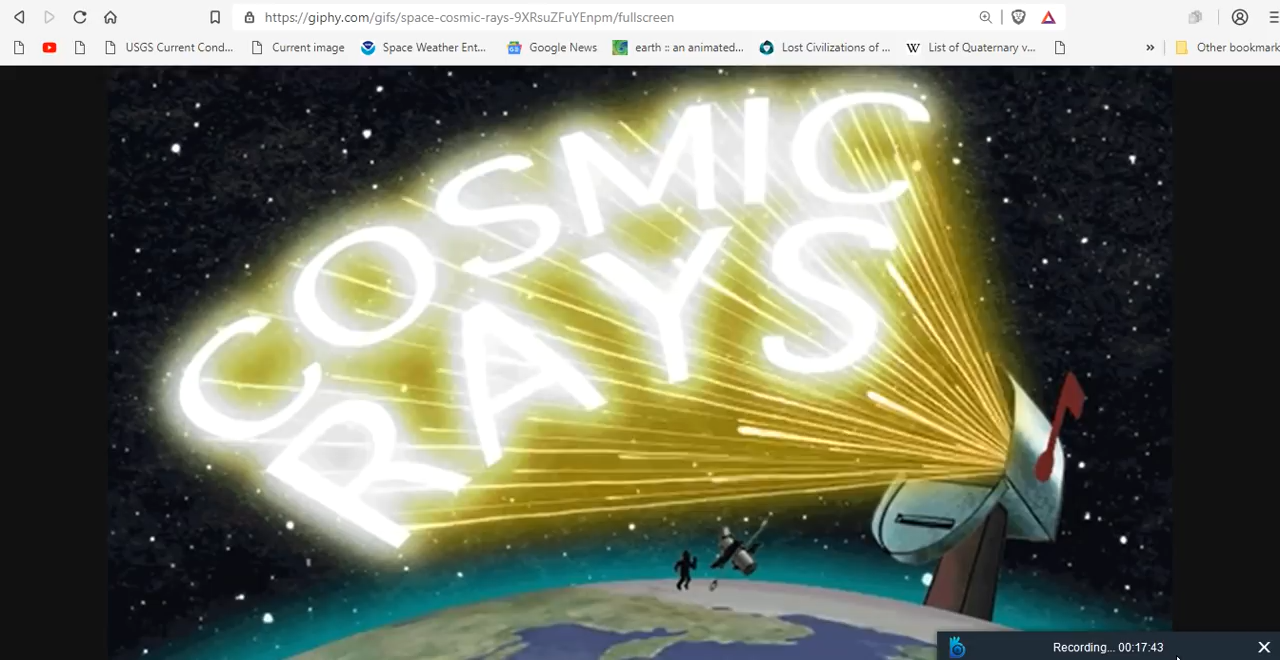 https://giphy.com/gifs/space-cosmic-rays-9XRsuZFuYEnpm/fullscreen
USGS Current Cond... Current image Space Weather Ent... Google News earth :: an animated... Lost Civilizations of ... W List of Quaternary v... » Other bookmark
COSMIC
RAYS
Recording... 00:17:43